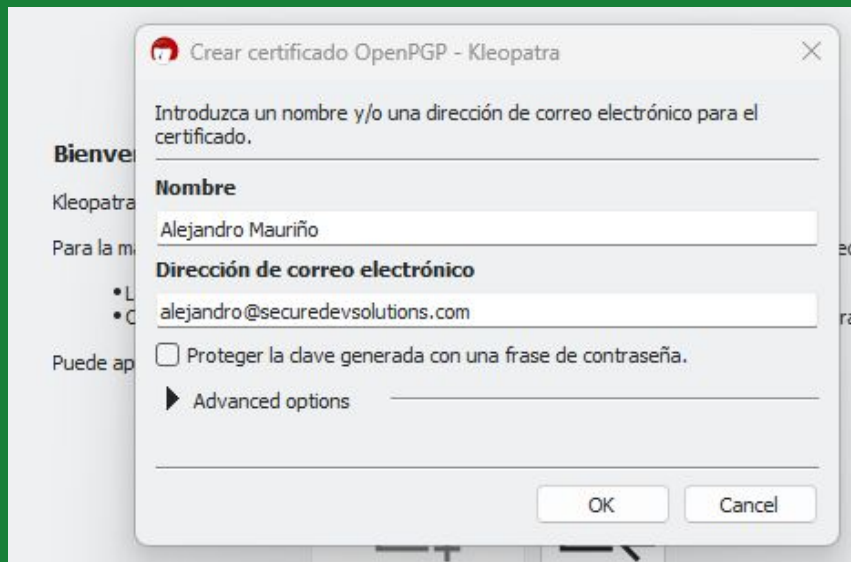 Crear certificado OpenPGP - Kleopatra
Introduzca un nombre y/o una dirección de correo electrónico para el
certificado.
Bienve
Nombre
Kleopatra
Alejandro Mauriño
Para la m
Dirección de correo electrónico
alejandro@securedevsolutions.com
Proteger la clave generada con una frase de contraseña.
Puede ap
Advanced options
OK
Cancel